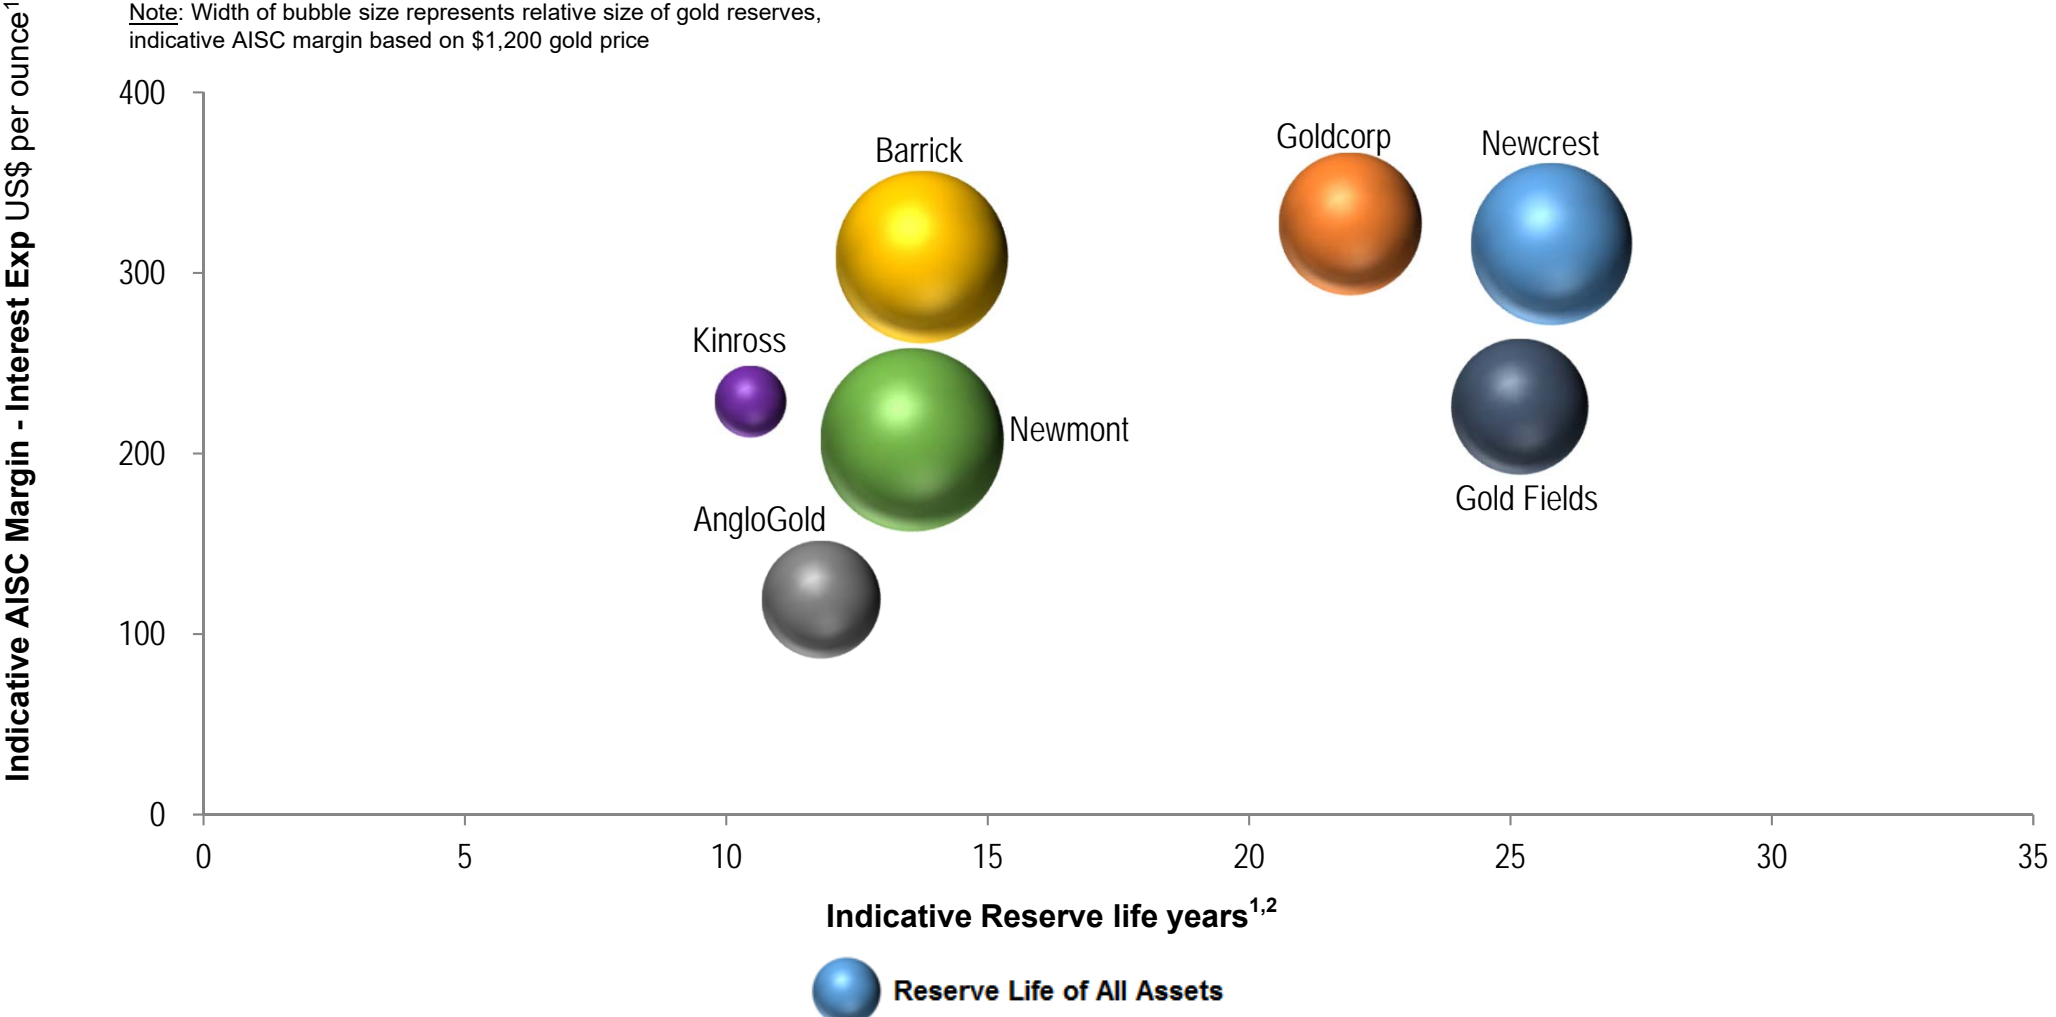 Note: Width of bubble size represents relative size of gold reserves,
indicative AISC margin based on $1,200 gold price
Indicative AISC Margin - Interest Exp US$ per ounce¹
400
300
200
100
0
Barrick
Goldcorp
Newcrest
Kinross
Newmont
Gold Fields
AngloGold
0 5 10 15 20 25 30 35
Indicative Reserve life years¹,²
Reserve Life of All Assets